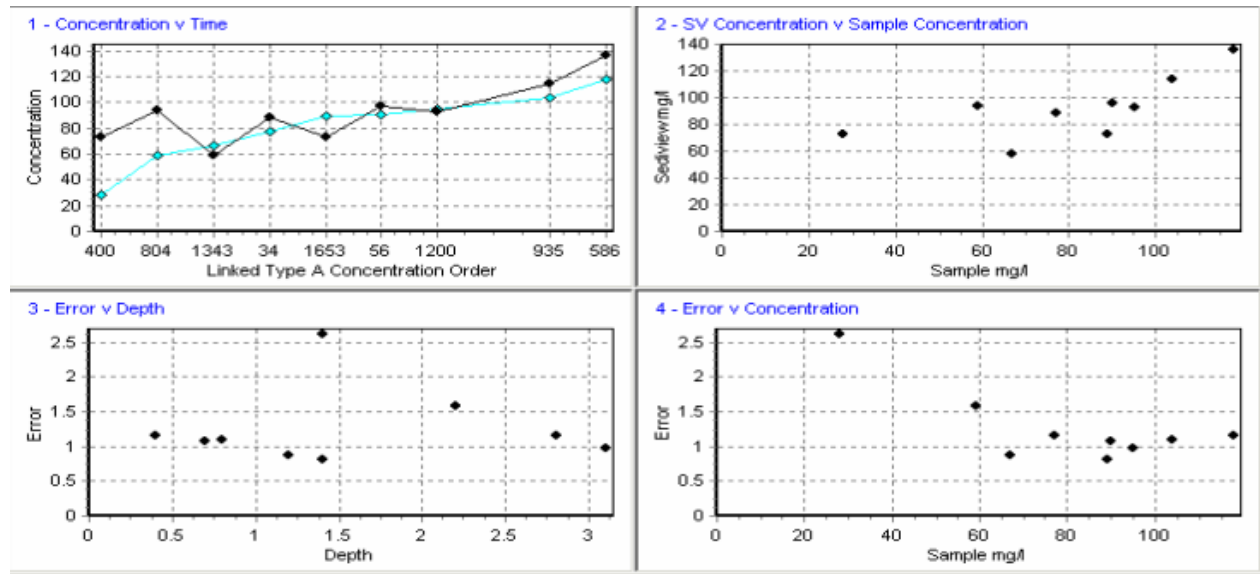 1 - Concentration v Time
140
120
100
80
60
40
20
0
Concentration
400 804 1343 34 1653 56 1200 935 586
Linked Type A Concentration Order
2 - SV Concentration v Sample Concentration
140
120
100
80
60
40
20
0
Sediview mg/l
0 20 40 60 80 100
Sample mg/l
3 - Error v Depth
2.5
2
1.5
1
0.5
0
Error
0 0.5 1 1.5 2 2.5 3
Depth
4 - Error v Concentration
2.5
2
1.5
1
0.5
0
Error
0 20 40 60 80 100
Sample mg/l